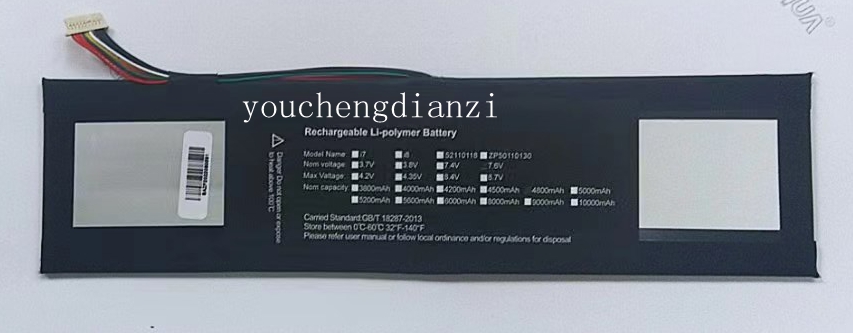 youchengdianzi
Rechargeable Li-polymer Battery
Model Name: i7 i8 S2110118 ZP50110130
Nom voltage: 3.7V 3.8V 7.4V 7.6V
Max Vatage: 4.2V 4.35V 8.4V 8.7V
Nom capacity 3800mAh 4000mAh 4200mAh 4500mAh 4800mAh 5000mAh
5200mAh 5600mAh 6000mAh 8000mAh 9000mAh 10000mAh
Carried Standard:GB/T 18287-2013
Store between 0℃-60℃ 32°F-140°F
Please refer user manual or follow local ordinance and/or regulations for disposal
Danger Do not open or expose
to heat above 100℃